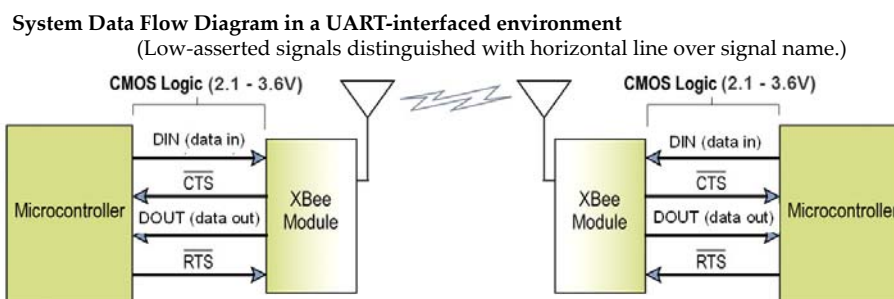 System Data Flow Diagram in a UART-interfaced environment
(Low-asserted signals distinguished with horizontal line over signal name.)
CMOS Logic (2.1 - 3.6V)
CMOS Logic (2.1 - 3.6V)
DIN (data in)
CTS
DOUT (data out)
RTS
Microcontroller
XBee
Module
XBee
Module
DIN (data in)
CTS
DOUT (data out)
RTS
Microcontroller